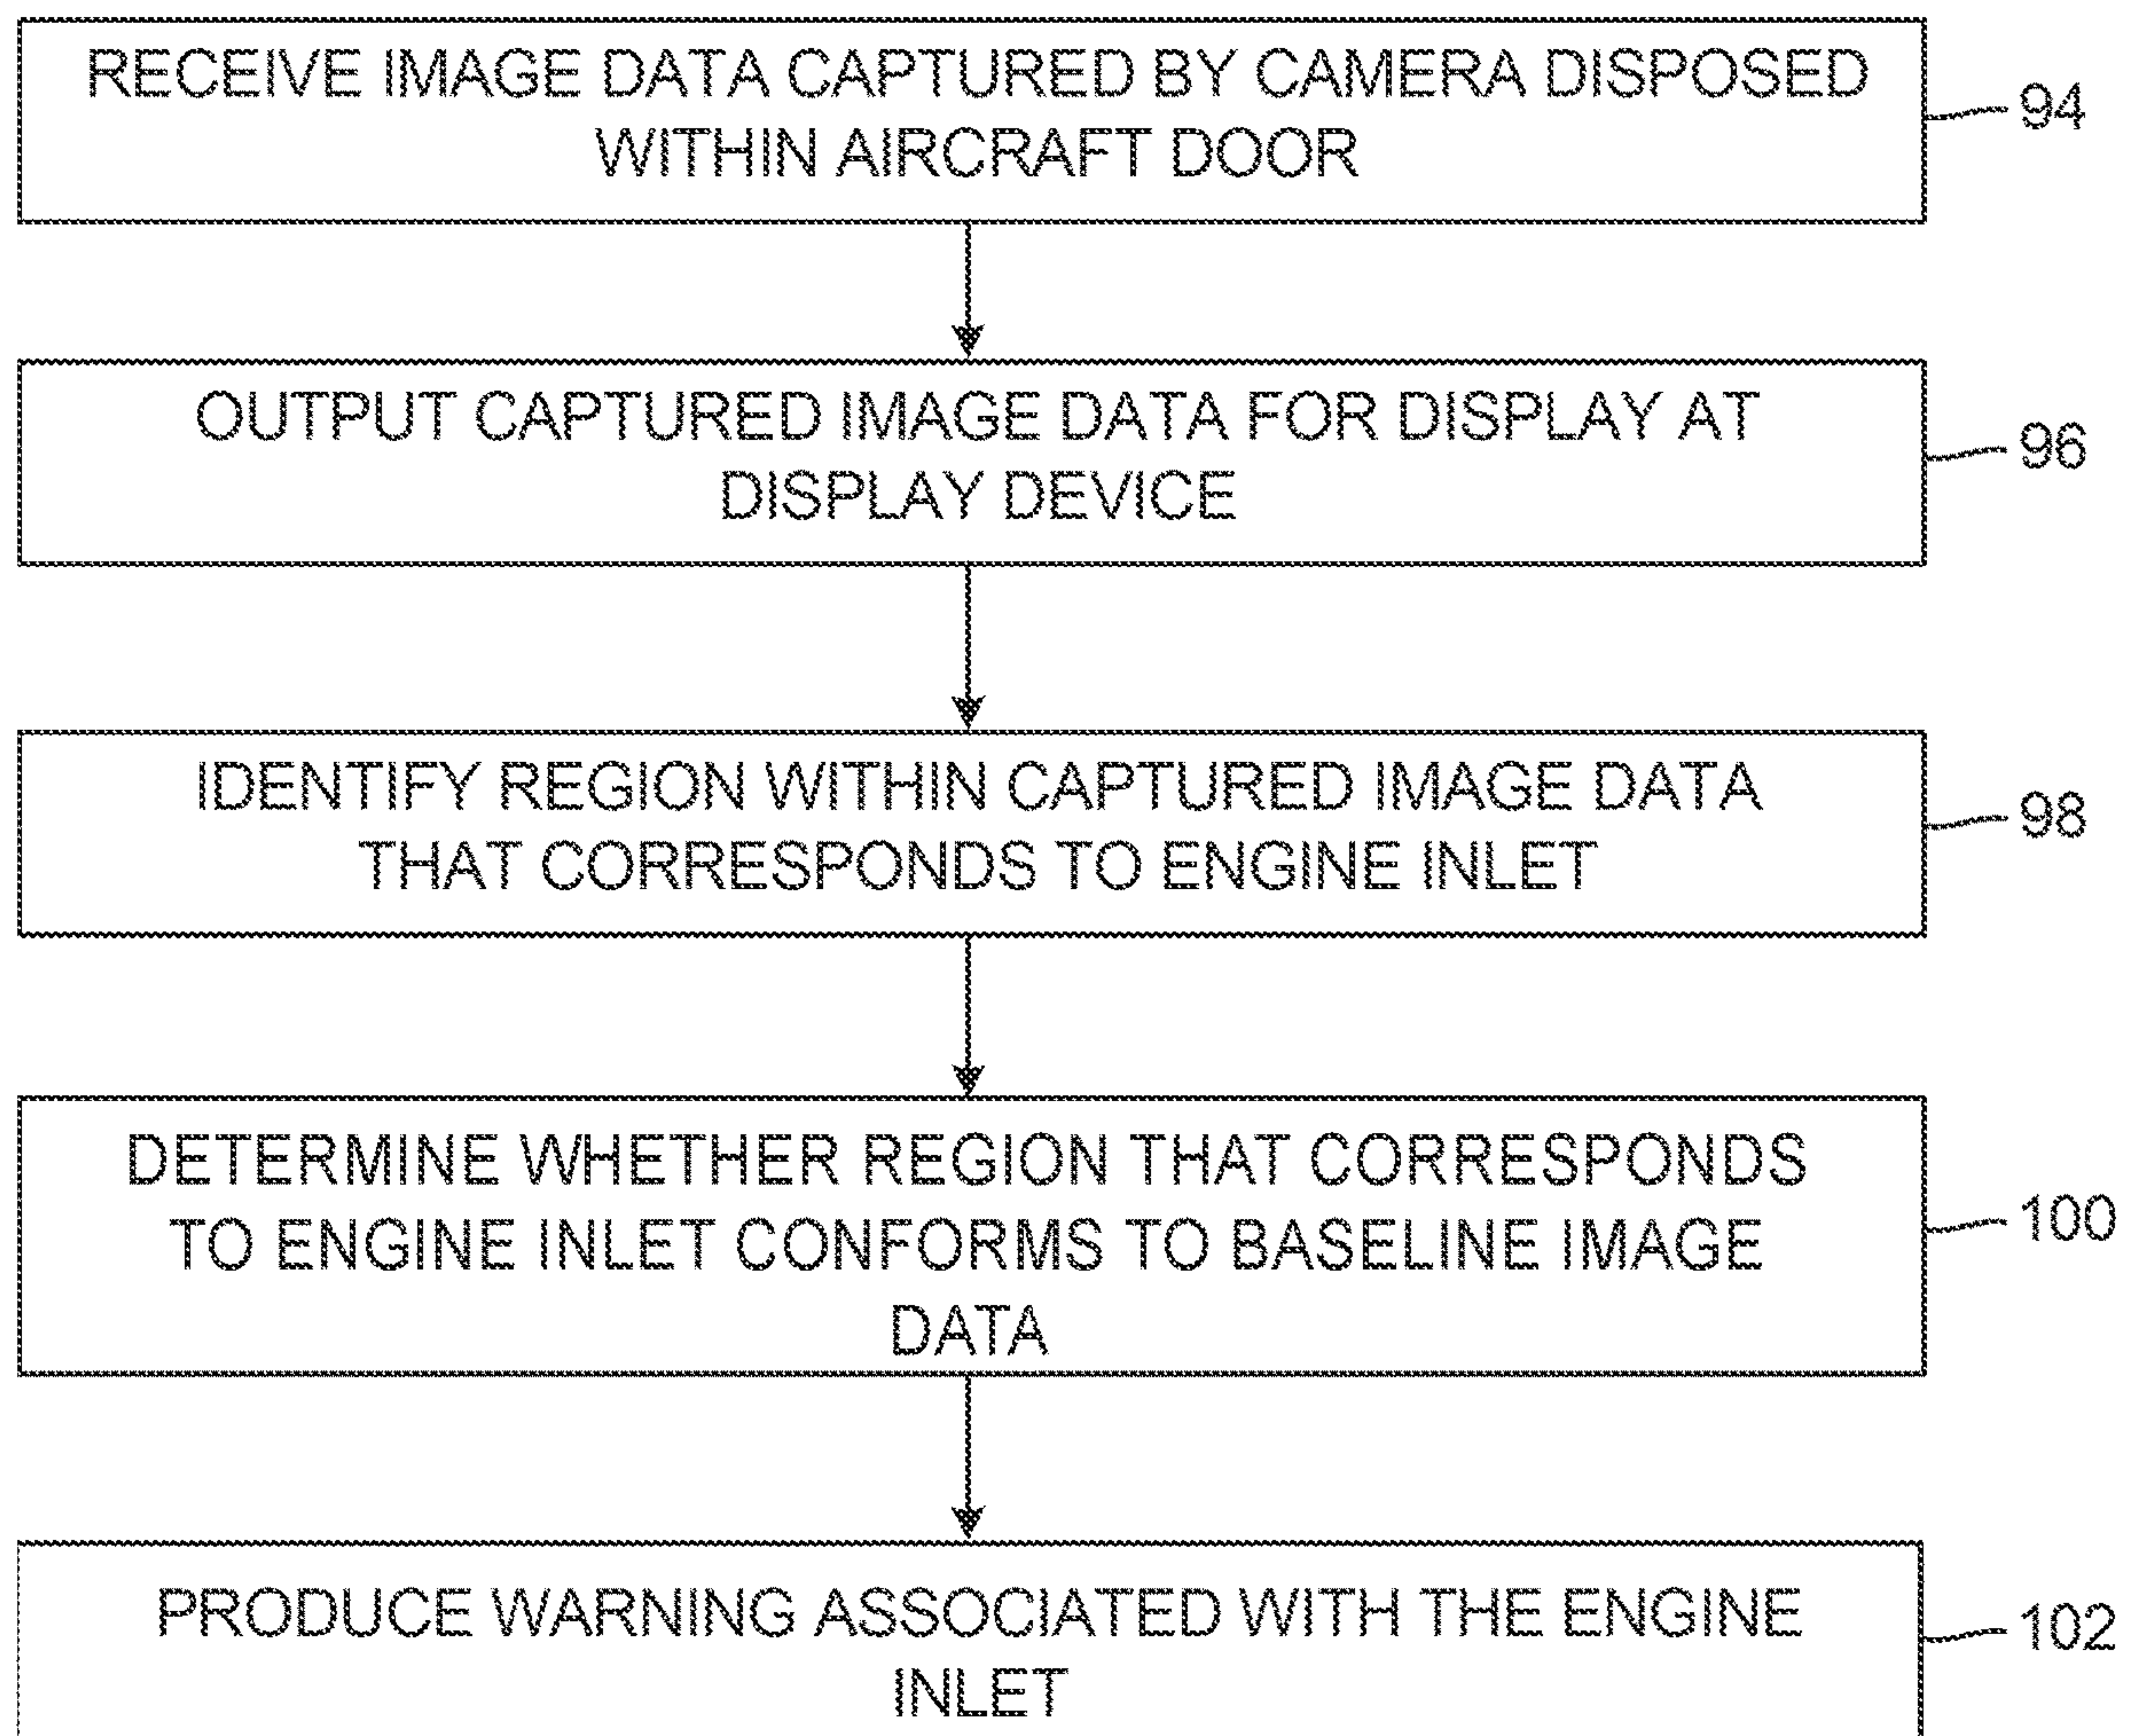 RECEIVE IMAGE DATA CAPTURED BY CAMERA DISPOSED
WITHIN AIRCRAFT DOOR
94
OUTPUT CAPTURED IMAGE DATA FOR DISPLAY AT
DISPLAY DEVICE
96
IDENTIFY REGION WITHIN CAPTURED IMAGE DATA
THAT CORRESPONDS TO ENGINE INLET
98
DETERMINE WHETHER REGION THAT CORRESPONDS
TO ENGINE INLET CONFORMS TO BASELINE IMAGE
DATA
100
PRODUCE WARNING ASSOCIATED WITH THE ENGINE
INLET
102